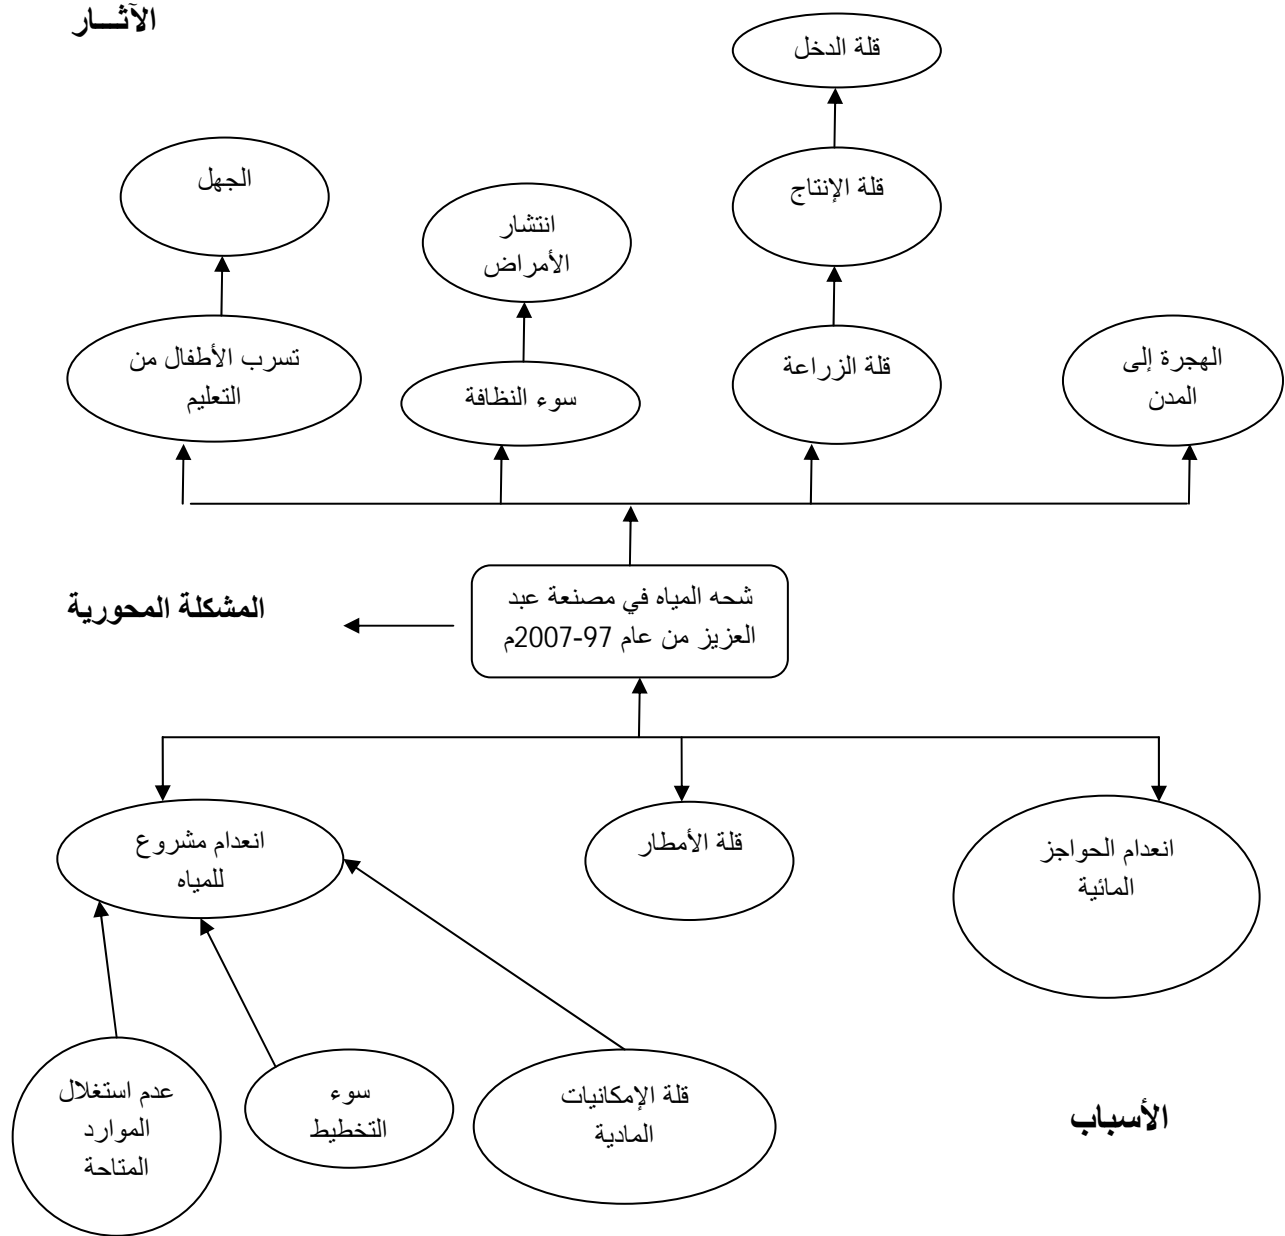 الآثـــار
قلة الدخل
الجهل
قلة الإنتاج
انتشار
الأمراض
تسرب الأطفال من
التعليم
سوء النظافة
قلة الزراعة
الهجرة إلى
المدن
شحه المياه في مصنعة عبد
العزيز من عام 97-2007م
المشكلة المحورية
انعدام مشروع
للمياه
قلة الأمطار
انعدام الحواجز
المائية
عدم استغلال
الموارد
المتاحة
سوء
التخطيط
قلة الإمكانيات
المادية
الأسباب